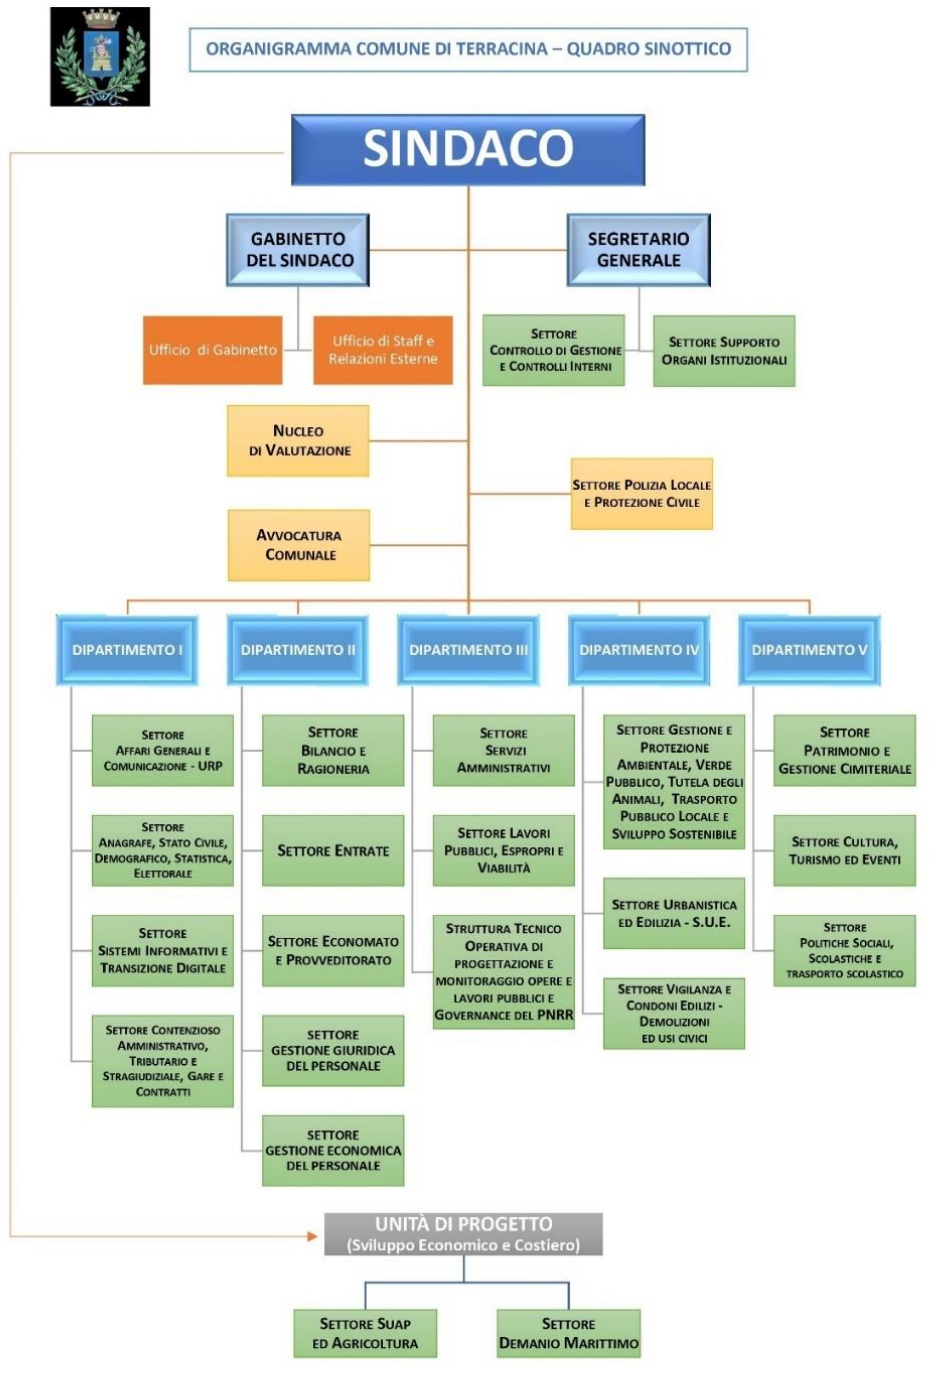 ORGANIGRAMMA COMUNE DI TERRACINA – QUADRO SINOTTICO
SINDACO
GABINETTO
DEL SINDACO
SEGRETARIO
GENERALE
Ufficio di Gabinetto
Ufficio di Staff e
Relazioni Esterne
SETTORE
CONTROLLO DI GESTIONE
E CONTROLLI INTERNI
SETTORE SUPPORTO
ORGANI ISTITUZIONALI
NUCLEO
DI VALUTAZIONE
SETTORE POLIZIA LOCALE
E PROTEZIONE CIVILE
AVVOCATURA
COMUNALE
DIPARTIMENTO I
DIPARTIMENTO II
DIPARTIMENTO III
DIPARTIMENTO IV
DIPARTIMENTO V
SETTORE
AFFARI GENERALI E
COMUNICAZIONE - URP
SETTORE
ANAGRAFE, STATO CIVILE,
DEMOGRAFICO, STATISTICA,
ELETTORALE
SETTORE
SISTEMI INFORMATIVI E
TRANSIZIONE DIGITALE
SETTORE CONTENZIOSO
AMMINISTRATIVO,
TRIBUTARIO E
STRAGIUDIZIALE, GARE E
CONTRATTI
SETTORE
BILANCIO E
RAGIONERIA
SETTORE ENTRATE
SETTORE ECONOMATO
E PROVVEDITORATO
SETTORE
GESTIONE GIURIDICA
DEL PERSONALE
SETTORE
GESTIONE ECONOMICA
DEL PERSONALE
SETTORE
SERVIZI
AMMINISTRATIVI
SETTORE LAVORI
PUBBLICI, ESPROPRI E
VIABILITÀ
STRUTTURA TECNICO
OPERATIVA DI
PROGETTAZIONE E
MONITORAGGIO OPERE E
LAVORI PUBBLICI E
GOVERNANCE DEL PNRR
SETTORE GESTIONE E
PROTEZIONE
AMBIENTALE, VERDE
PUBBLICO, TUTELA DEGLI
ANIMALI, TRASPORTO
PUBBLICO LOCALE E
SVILUPPO SOSTENIBILE
SETTORE URBANISTICA
ED EDILIZIA - S.U.E.
SETTORE VIGILANZA E
CONDONI EDILIZI -
DEMOLIZIONI
ED USI CIVICI
SETTORE
PATRIMONIO E
GESTIONE CIMITERIALE
SETTORE CULTURA,
TURISMO ED EVENTI
SETTORE
POLITICHE SOCIALI,
SCOLASTICHE E
TRASPORTO SCOLASTICO
UNITÀ DI PROGETTO
(Sviluppo Economico e Costiero)
SETTORE SUAP
ED AGRICOLTURA
SETTORE
DEMANIO MARITTIMO